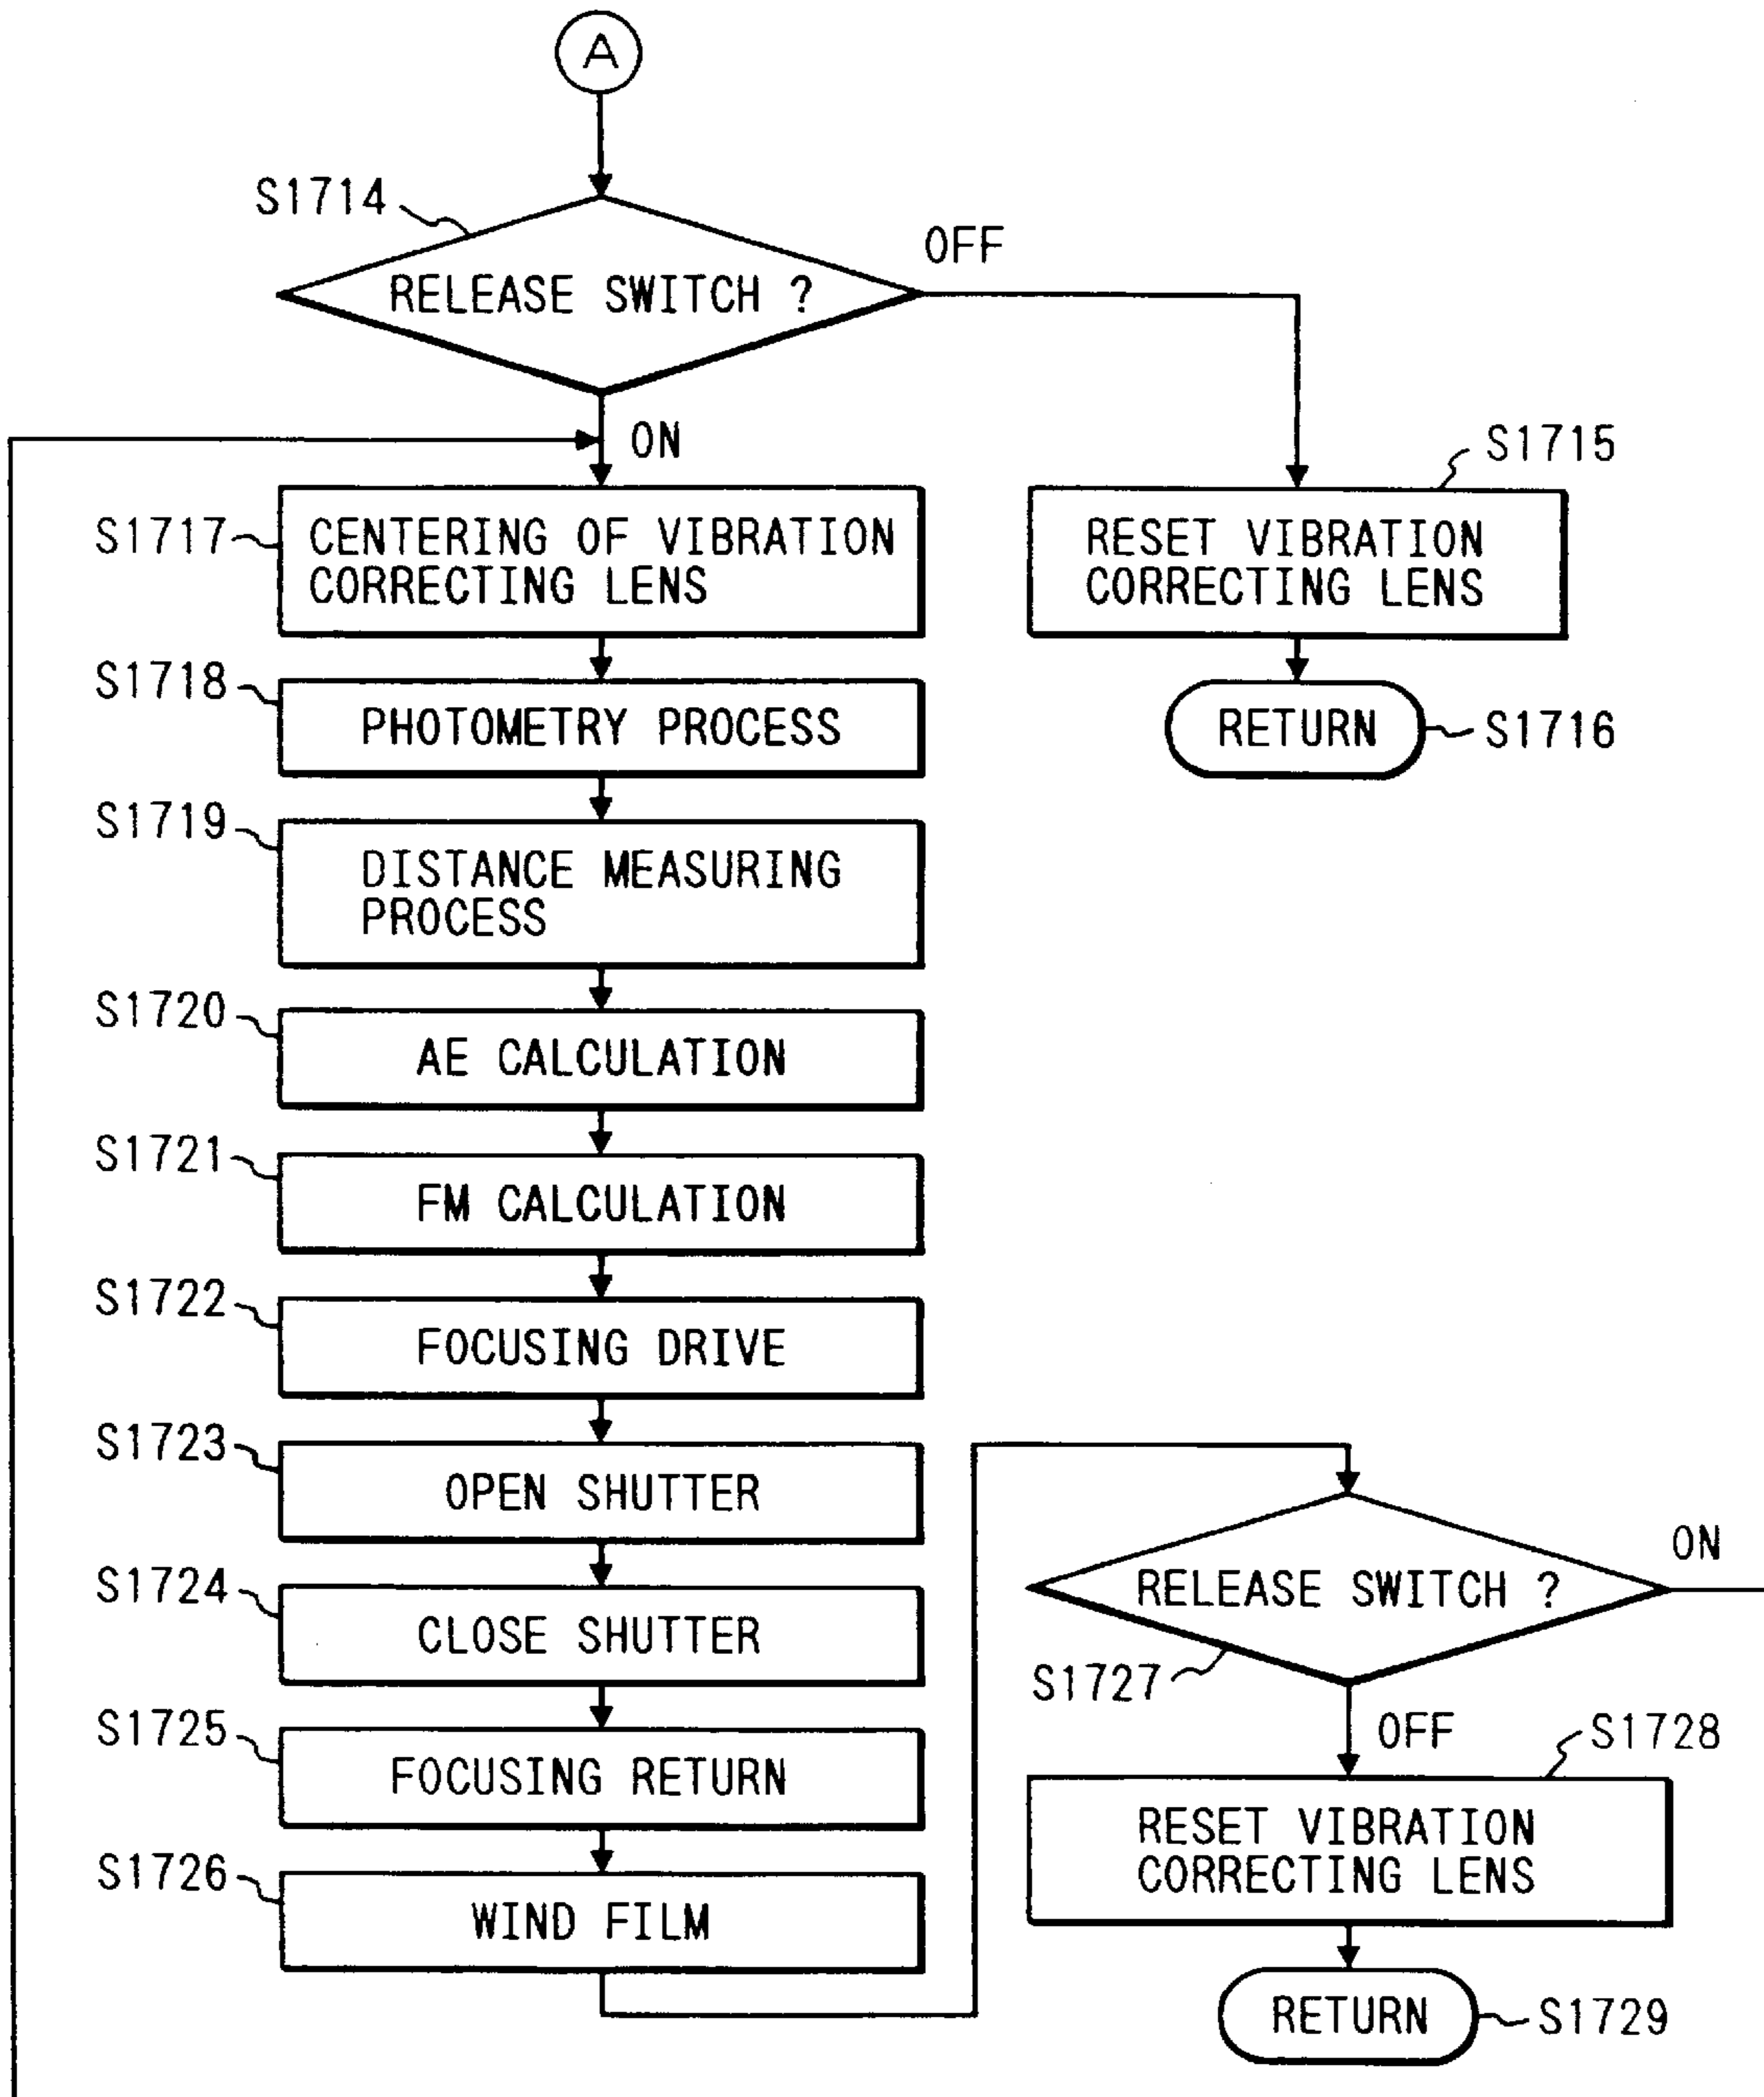 A
S1714
RELEASE SWITCH ?
OFF
ON
S1717
CENTERING OF VIBRATION
CORRECTING LENS
S1715
RESET VIBRATION
CORRECTING LENS
S1718
PHOTOMETRY PROCESS
RETURN
S1716
S1719
DISTANCE MEASURING
PROCESS
S1720
AE CALCULATION
S1721
FM CALCULATION
S1722
FOCUSING DRIVE
S1723
OPEN SHUTTER
S1724
CLOSE SHUTTER
S1725
FOCUSING RETURN
S1726
WIND FILM
RELEASE SWITCH ?
ON
S1727
OFF
S1728
RESET VIBRATION
CORRECTING LENS
RETURN
S1729